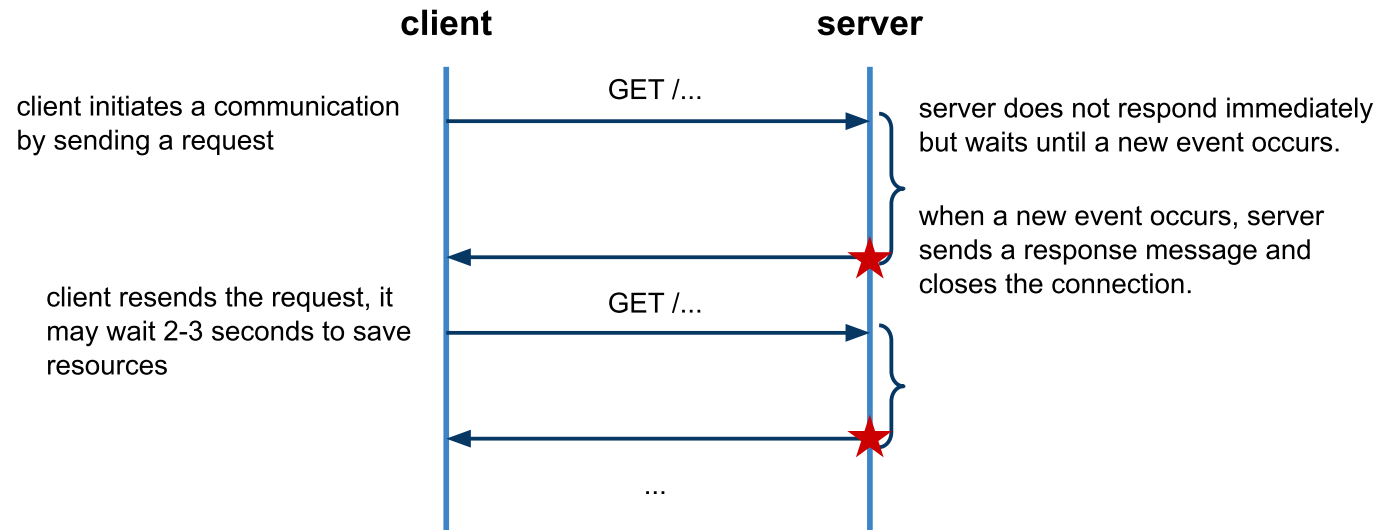 client
server
GET /...
client initiates a communication
by sending a request
server does not respond immediately
but waits until a new event occurs.
when a new event occurs, server
sends a response message and
closes the connection.
client resends the request, it
may wait 2-3 seconds to save
resources
GET /...
...